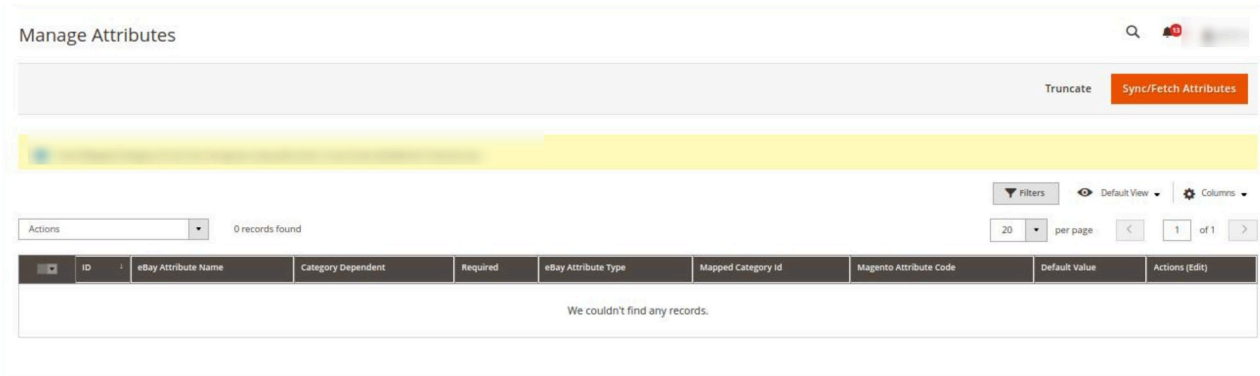 Manage Attributes
13
Truncate Sync/Fetch Attributes
Filters Default View Columns
Actions 0 records found 20 per page 1 of 1
ID eBay Attribute Name Category Dependent Required eBay Attribute Type Mapped Category Id Magento Attribute Code Default Value Actions (Edit)
We couldn't find any records.